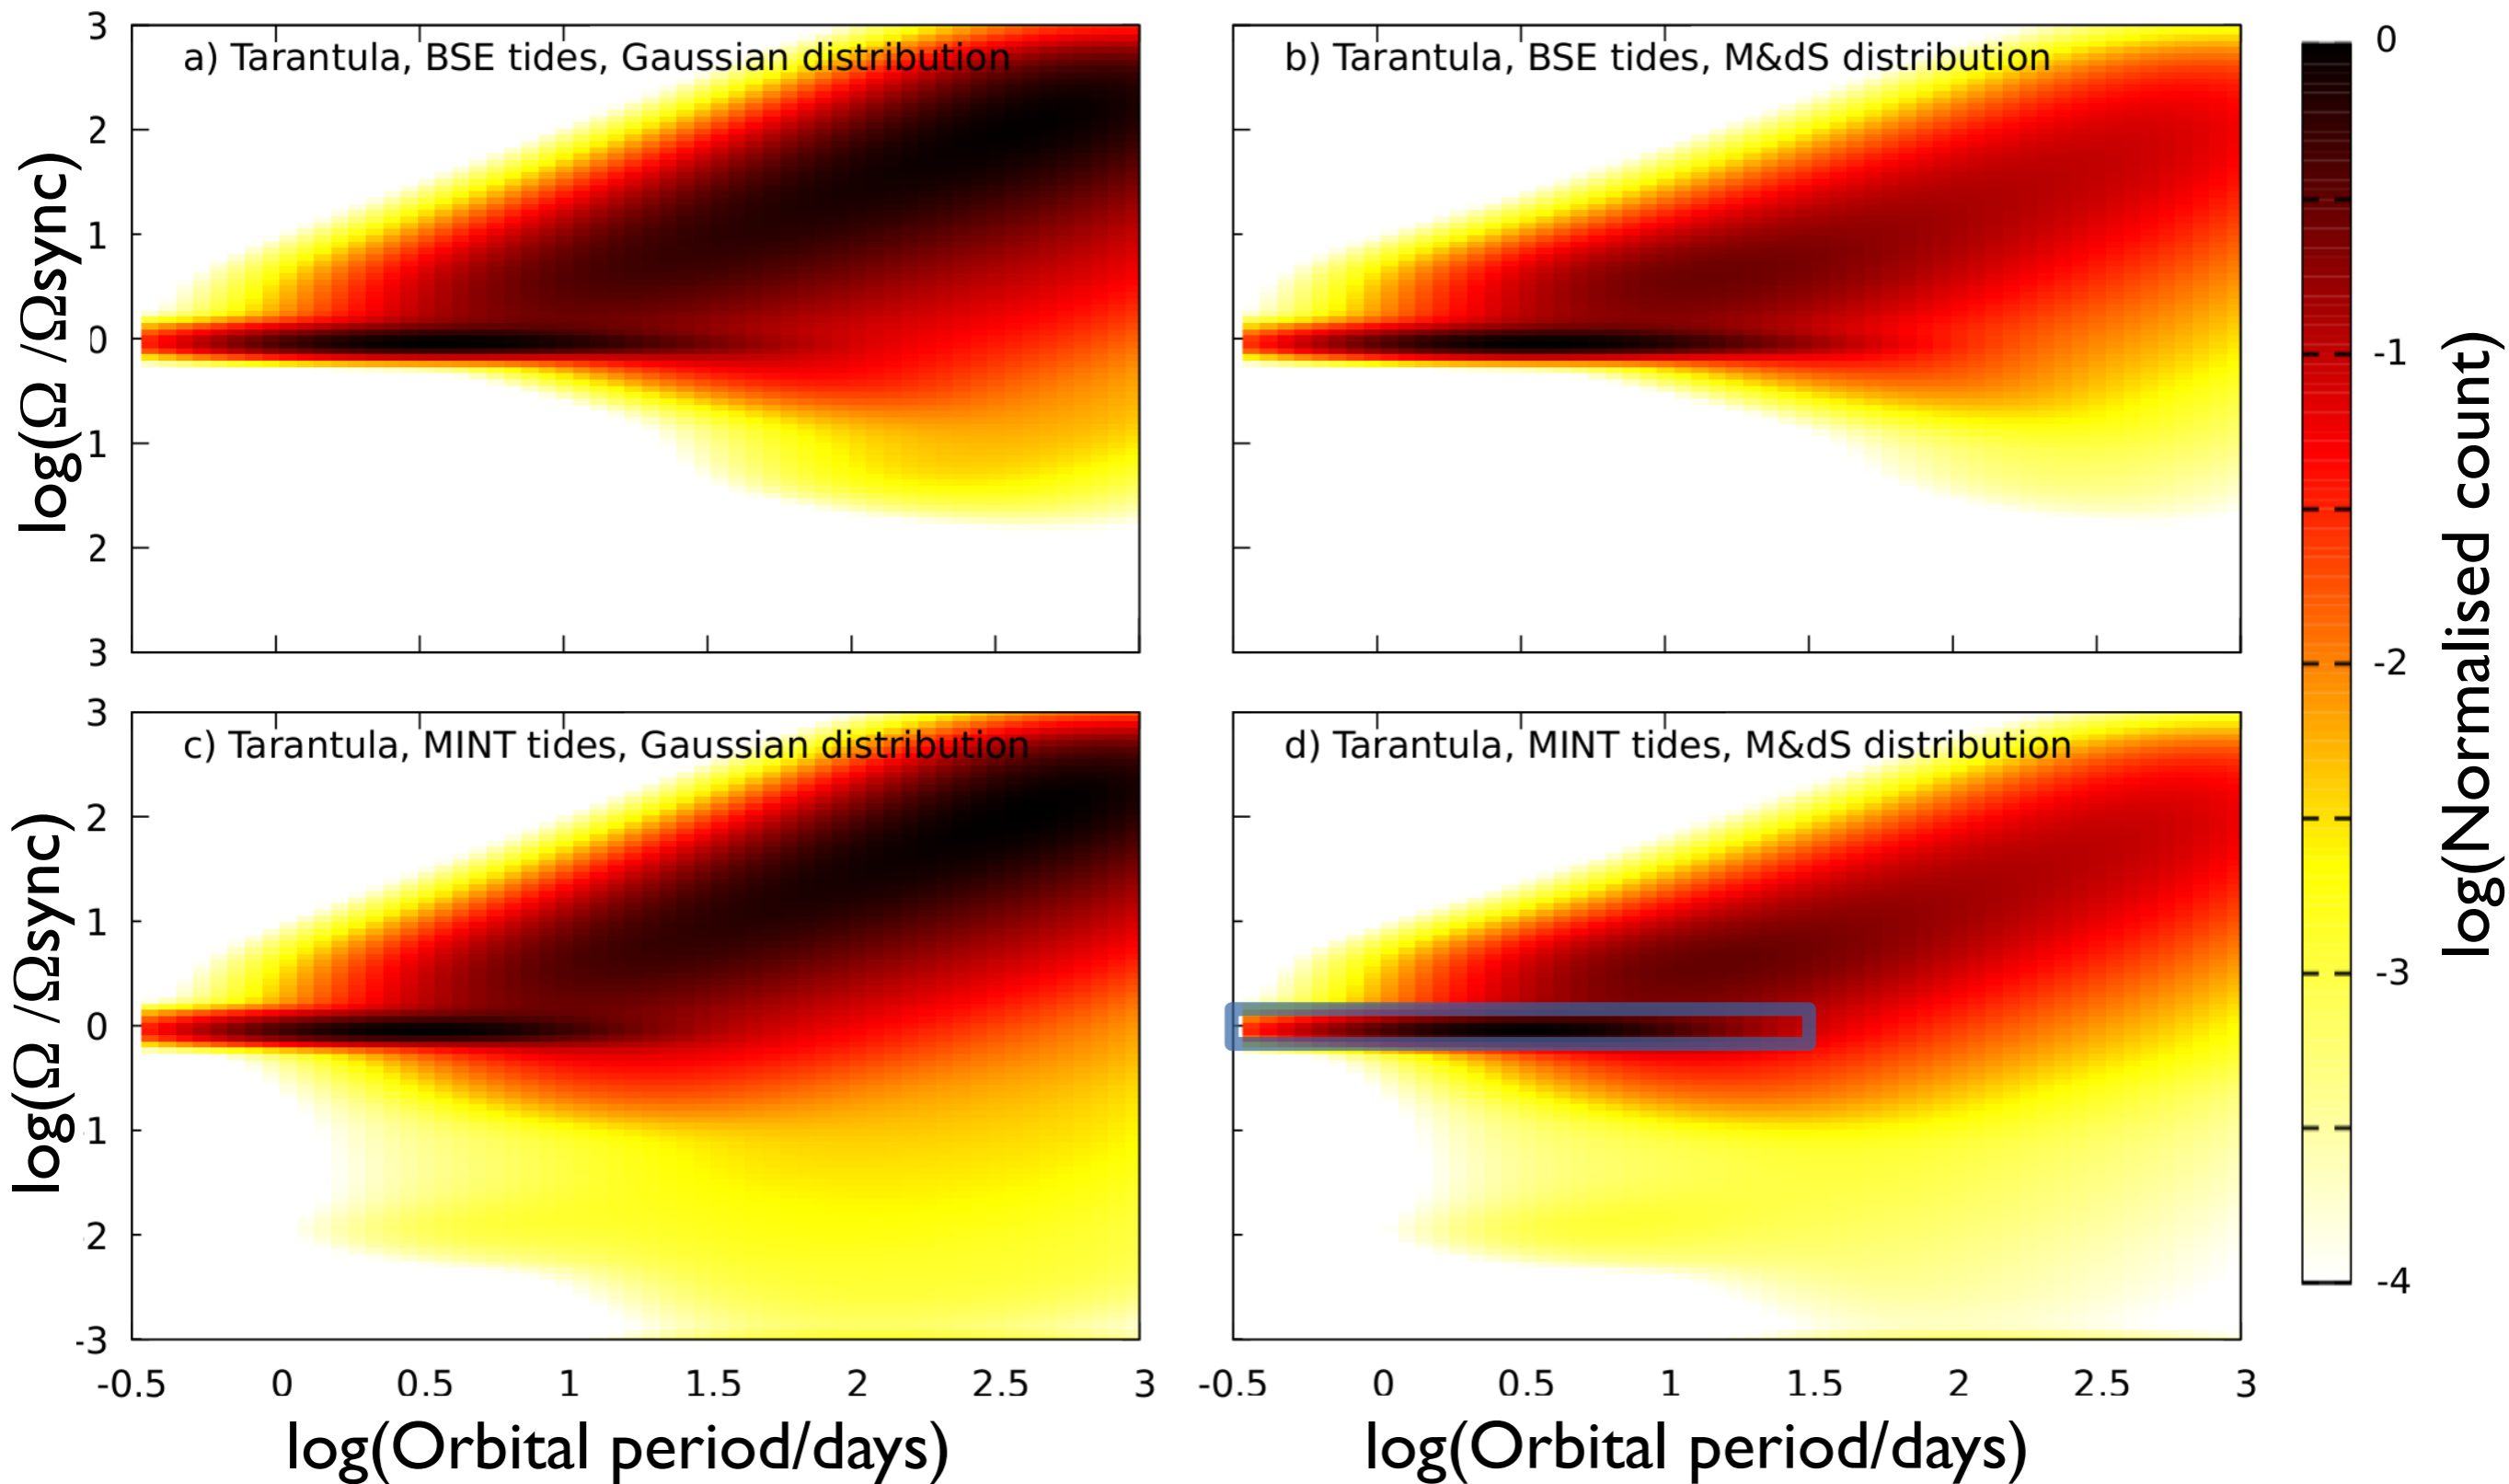 a) Tarantula, BSE tides, Gaussian distribution
b) Tarantula, BSE tides, M&dS distribution
3
2
1
0
1
2
3
log(Ω /Ωsync)
c) Tarantula, MINT tides, Gaussian distribution
d) Tarantula, MINT tides, M&dS distribution
3
2
1
0
1
2
-3
log(Ω /Ωsync)
-0.5 0 0.5 1 1.5 2 2.5 3
-0.5 0 0.5 1 1.5 2 2.5 3
log(Orbital period/days)
log(Orbital period/days)
0
-1
-2
-3
-4
log(Normalised count)